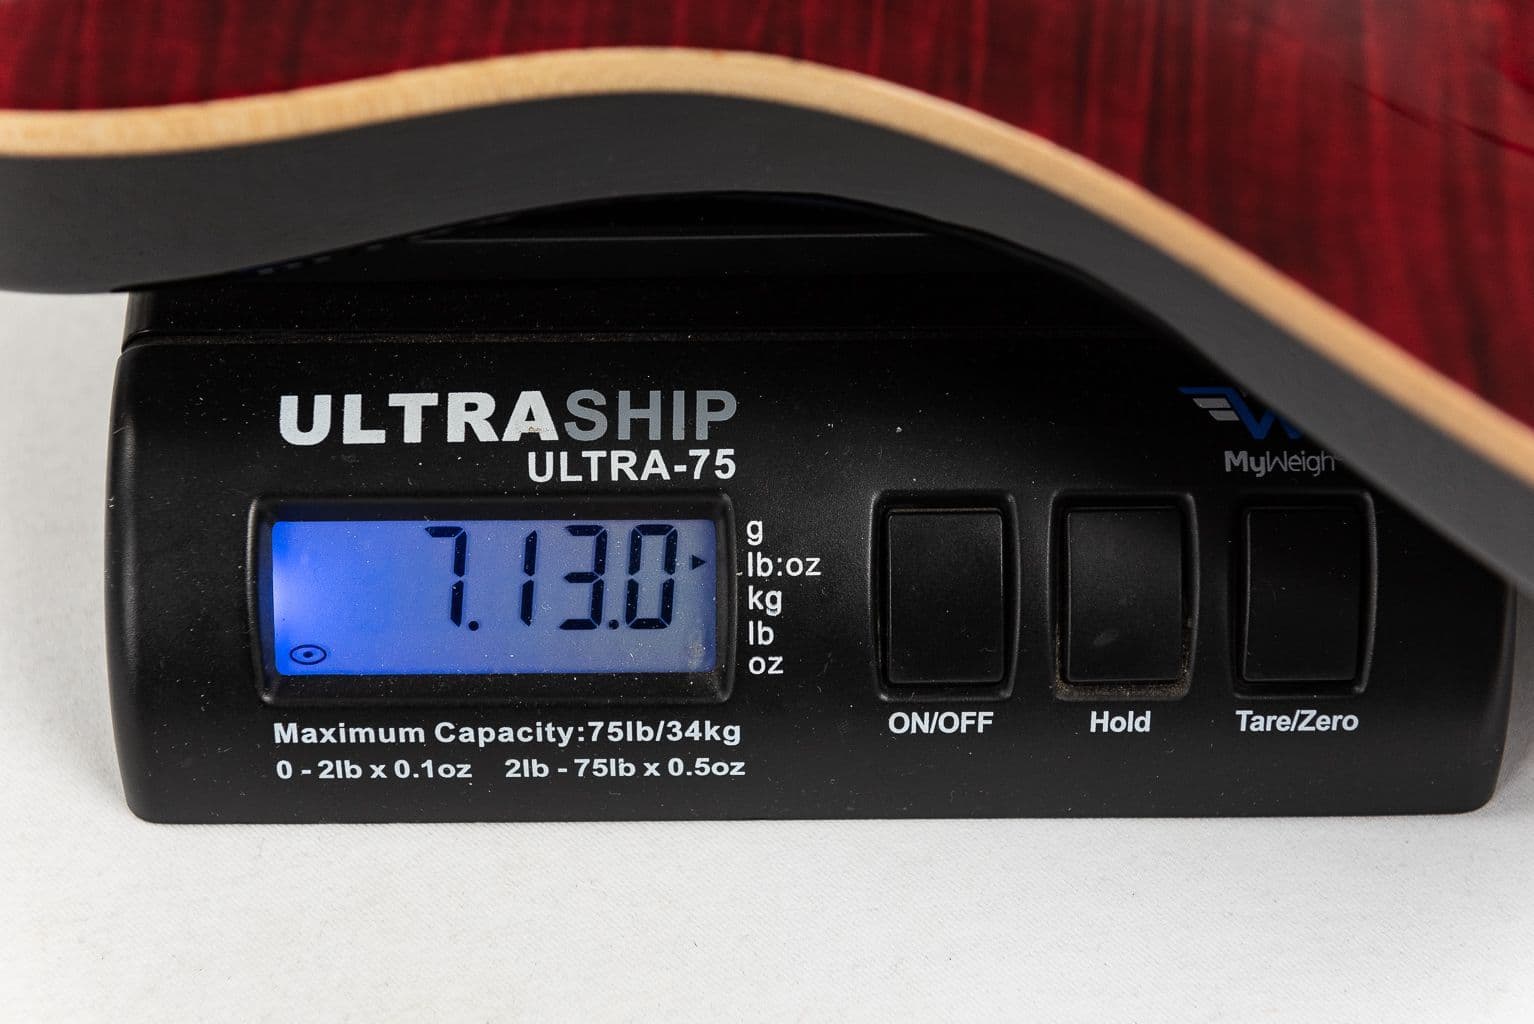 ULTRASHIP
ULTRA-75
MyWeigh
7.13.0
g
lb:oz
kg
lb
oz
Maximum Capacity:75lb/34kg
0 - 2lb x 0.1oz 2lb - 75lb x 0.5oz
ON/OFF
Hold
Tare/Zero